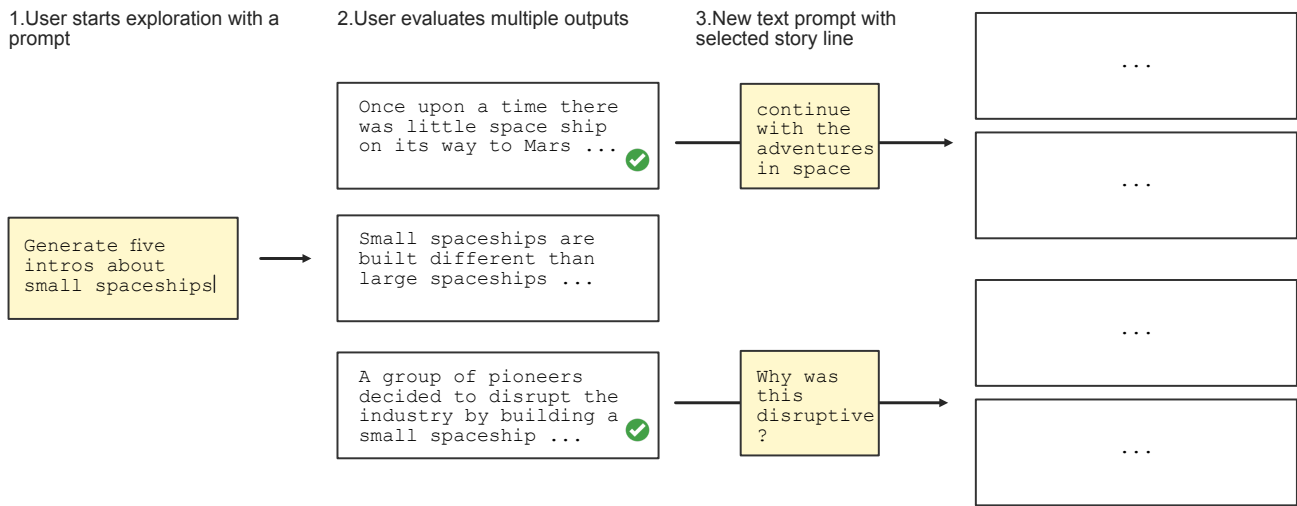 1.User starts exploration with a
prompt
2.User evaluates multiple outputs
3.New text prompt with
selected story line
Generate five
intros about
small spaceships
Once upon a time there
was little space ship
on its way to Mars ...
Small spaceships are
built different than
large spaceships ...
A group of pioneers
decided to disrupt the
industry by building a
small spaceship ...
continue
with the
adventures
in space
Why was
this
disruptive
?
...
...
...
...